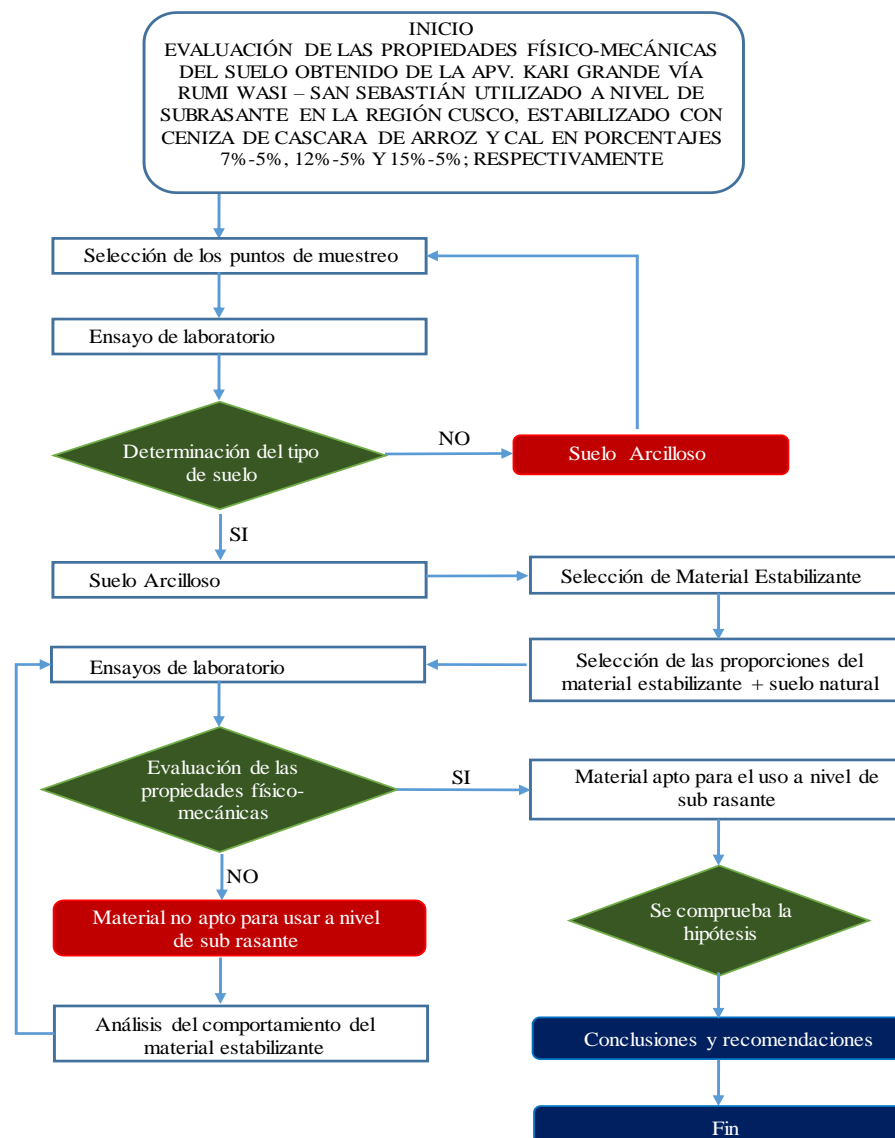 INICIO
EVALUACIÓN DE LAS PROPIEDADES FÍSICO-MECÁNICAS
DEL SUELO OBTENIDO DE LA APV. KARI GRANDE VÍA
RUMI WASI – SAN SEBASTIÁN UTILIZADO A NIVEL DE
SUBRASANTE EN LA REGIÓN CUSCO, ESTABILIZADO CON
CENIZA DE CASCARA DE ARROZ Y CAL EN PORCENTAJES
7%-5%, 12%-5% Y 15%-5%; RESPECTIVAMENTE
Selección de los puntos de muestreo
Ensayo de laboratorio
Determinación del tipo
de suelo
NO
Suelo Arcilloso
SI
Suelo Arcilloso
Selección de Material Estabilizante
Selección de las proporciones del
material estabilizante + suelo natural
Ensayos de laboratorio
Evaluación de las
propiedades físico-
mecánicas
SI
Material apto para el uso a nivel de
sub rasante
NO
Material no apto para usar a nivel
de sub rasante
Se comprueba la
hipótesis
Análisis del comportamiento del
material estabilizante
Conclusiones y recomendaciones
Fin